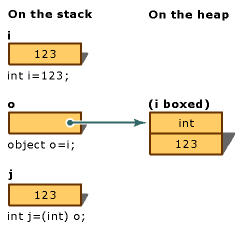 On the stack
On the heap
i
123
int i=123;
o
(i boxed)
int
123
object o=i;
j
123
int j=(int) o;